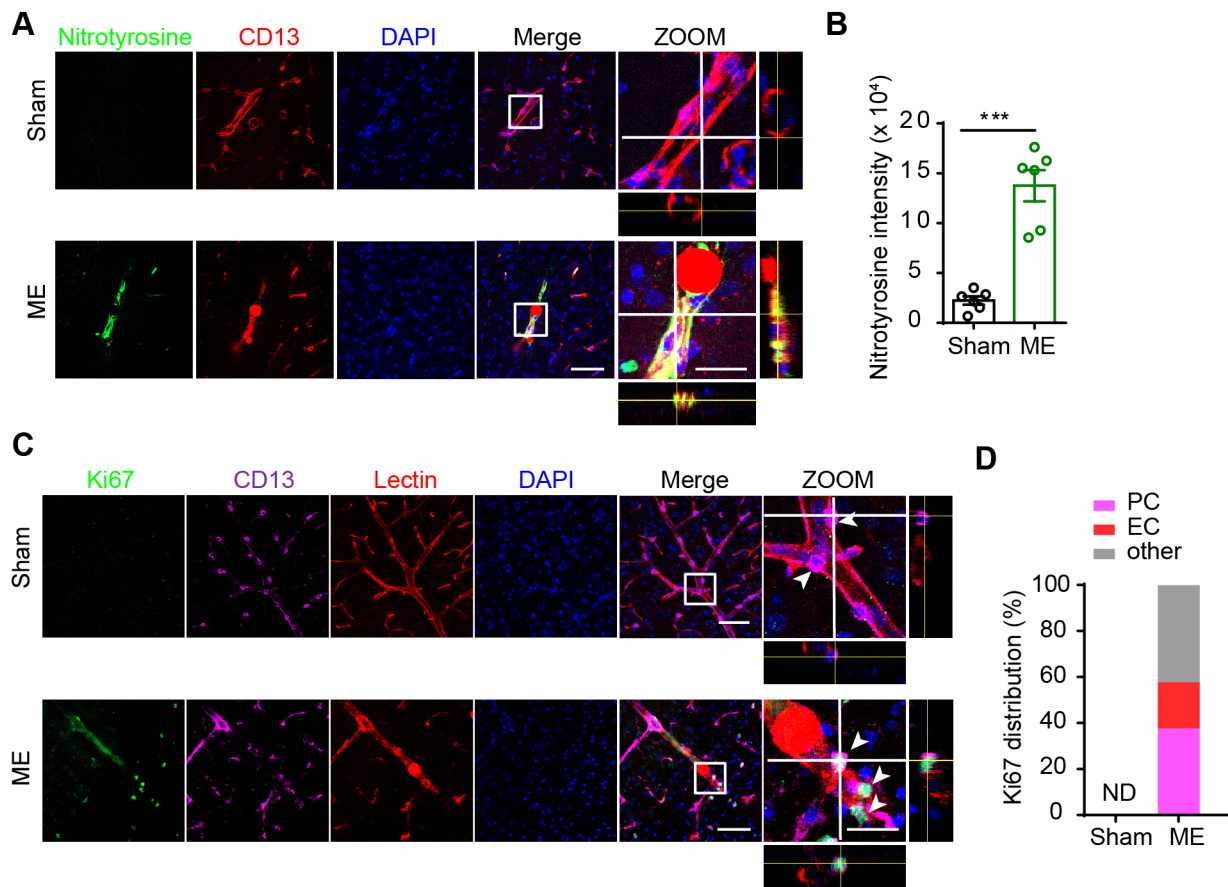 A
Nitrotyrosine CD13 DAPI Merge ZOOM
Sham
ME
B
Nitrotyrosine intensity (x 10⁴)
20
15
10
5
0
***
Sham ME
C
Ki67 CD13 Lectin DAPI Merge ZOOM
Sham
ME
D
PC
EC
other
Ki67 distribution (%)
100
80
60
40
20
0
ND
Sham ME